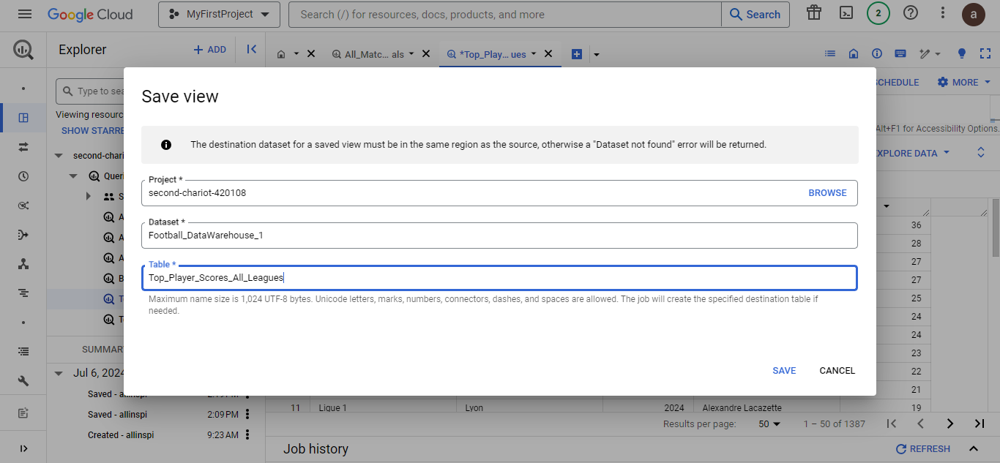 Google Cloud
MyFirstProject
Search (/) for resources, docs, products, and more
Search
2
a
Explorer
+ ADD
All_Matc... als
*Top_Play... ues
SCHEDULE
MORE
Type to sea
Viewing resourc
SHOW STARRE
Alt+F1 for Accessibility Options.
EXPLORE DATA
second-chari
Queri
S
A
A
A
B
T
T
SUMMAR
Jul 6, 2024
Saved - allinspi
Saved - allinspi 2:09 PM
Created - allinspi 9:23 AM
Save view
The destination dataset for a saved view must be in the same region as the source, otherwise a "Dataset not found" error will be returned.
Project *
second-chariot-420108
BROWSE
Dataset *
Football_DataWarehouse_1
Table *
Top_Player_Scores_All_Leagues
Maximum name size is 1,024 UTF-8 bytes. Unicode letters, marks, numbers, connectors, dashes, and spaces are allowed. The job will create the specified destination table if
needed.
SAVE CANCEL
36
28
27
27
25
24
24
23
22
21
11 Ligue 1 Lyon 2024 Alexandre Lacazette 19
Results per page: 50 1 – 50 of 1387
Job history
REFRESH